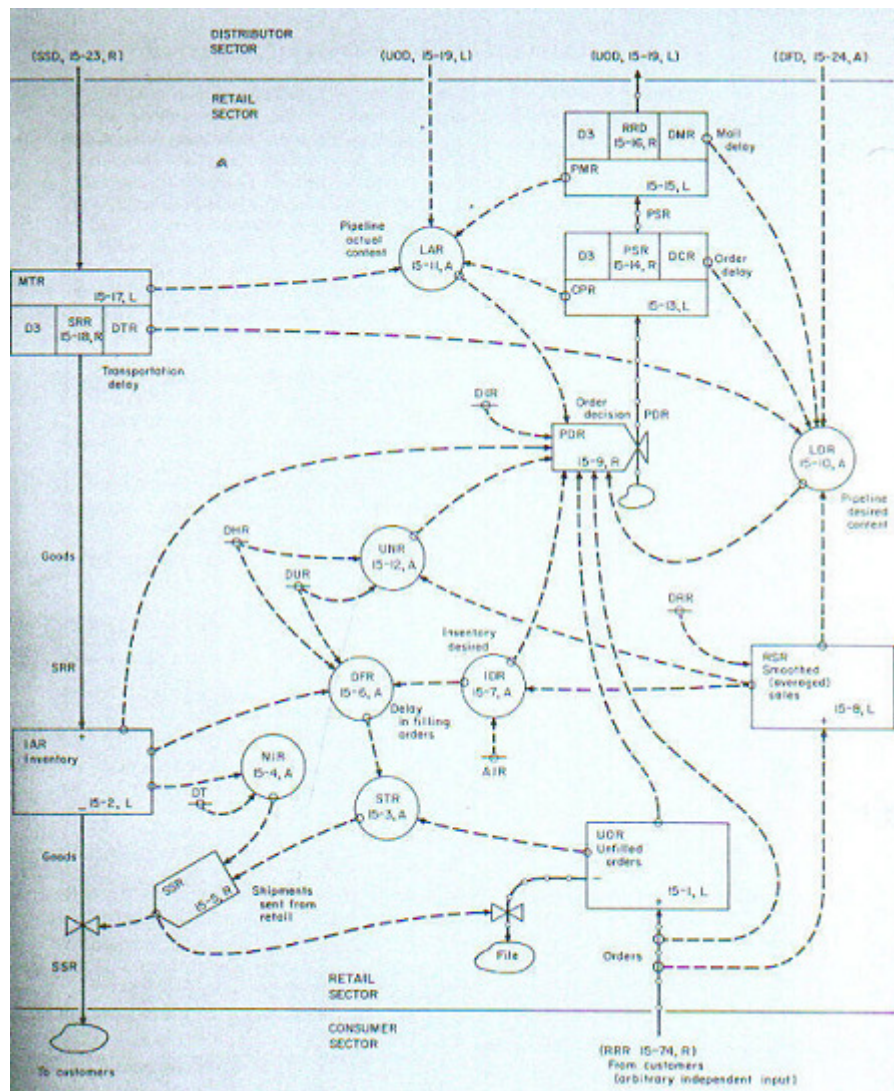 DISTRIBUTOR
SECTOR
(SSD, 15-23, R)
(UOD, 15-19, L)
(UOD, 15-19, L)
(DFD, 15-24, A)
RETAIL
SECTOR
D3
RRD
15-16, R
DMR
Mail
delay
PMR
15-15, L
PSR
Pipeline
actual
content
LAR
15-11, A
D3
PSR
15-14, R
DCR
Order
delay
CPR
15-13, L
MTR
15-17, L
D3
SRR
15-18, R
DTR
Transportation
delay
DIR
Order
decision
PDR
PDR
15-9, R
LDR
15-10, A
Pipeline
desired
content
DHR
UNR
15-12, A
Goods
DUR
DRR
Inventory
desired
RSR
Smoothed
(averaged)
sales
15-8, L
SRR
DFR
15-6, A
IDR
15-7, A
Delay
in filling
orders
IAR
Inventory
15-2, L
NIR
15-4, A
DT
AIR
STR
15-3, A
UOR
Unfilled
orders
15-1, L
Goods
SSR
15-5, R
Shipments
sent from
retail
File
Orders
SSR
RETAIL
SECTOR
CONSUMER
SECTOR
To customers
(RRR 15-74, R)
From customers
(arbitrary independent input)